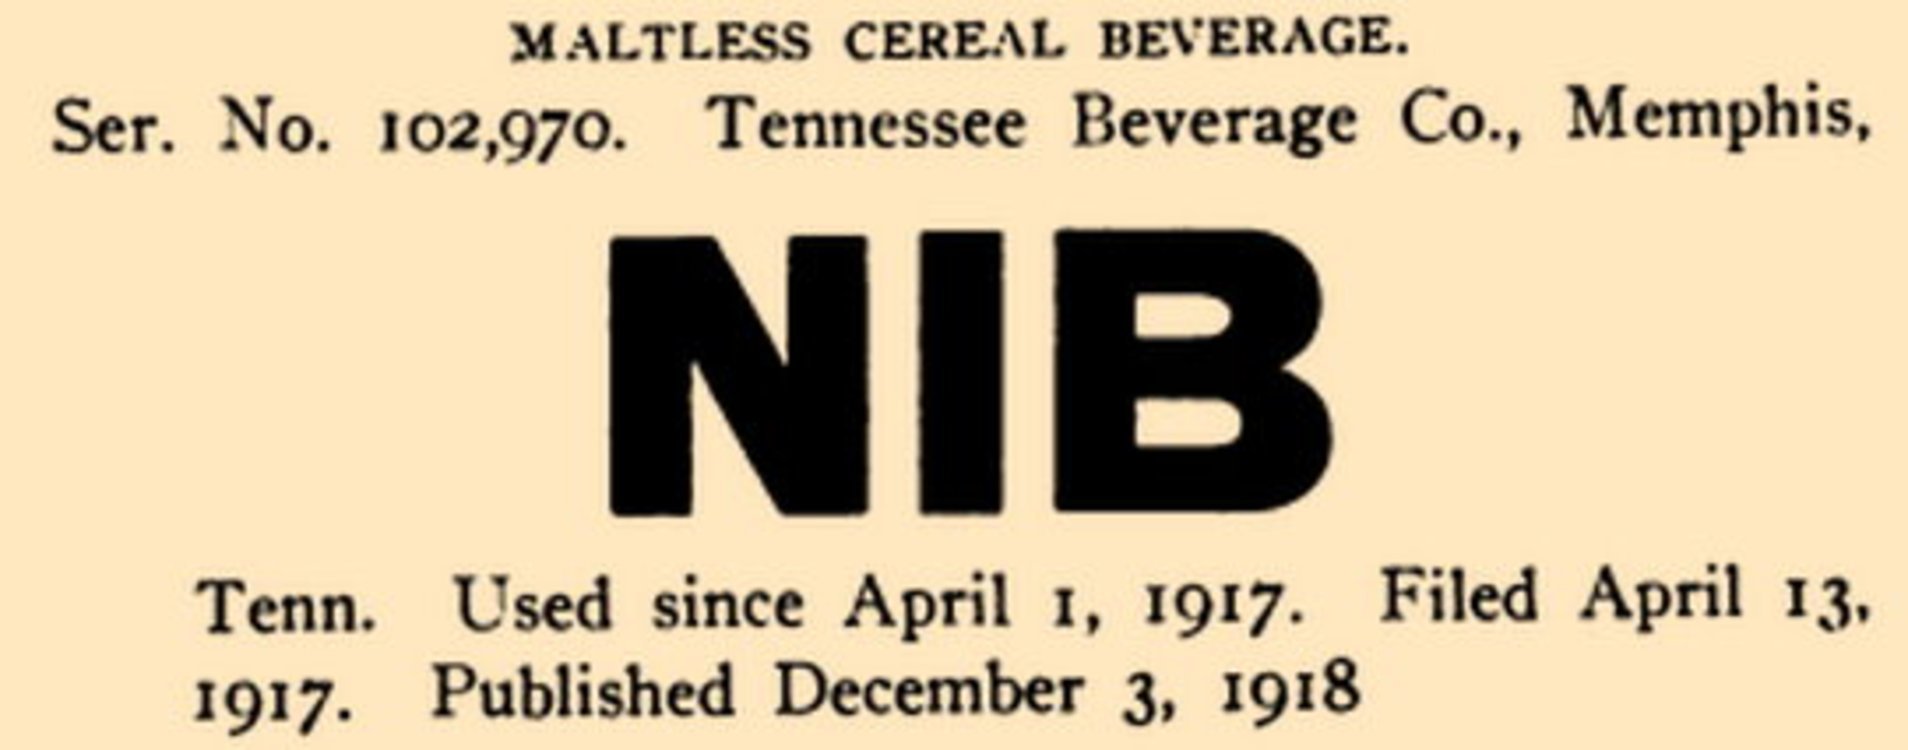 MALTLESS CEREAL BEVERAGE.
Ser. No. 102,970. Tennessee Beverage Co., Memphis,
NIB
Tenn. Used since April 1, 1917. Filed April 13,
1917. Published December 3, 1918